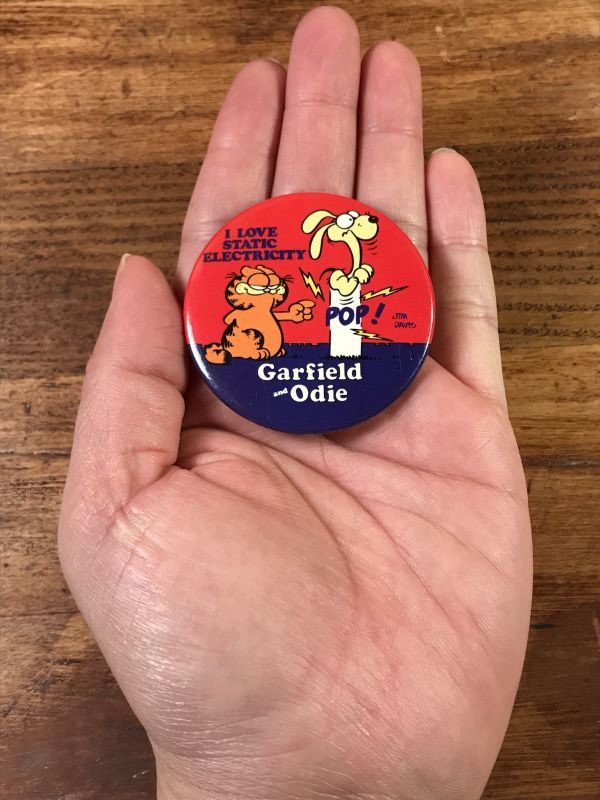 I LOVE
STATIC
ELECTRICITY
POP!
JIM
DAVIS
Garfield
and Odie